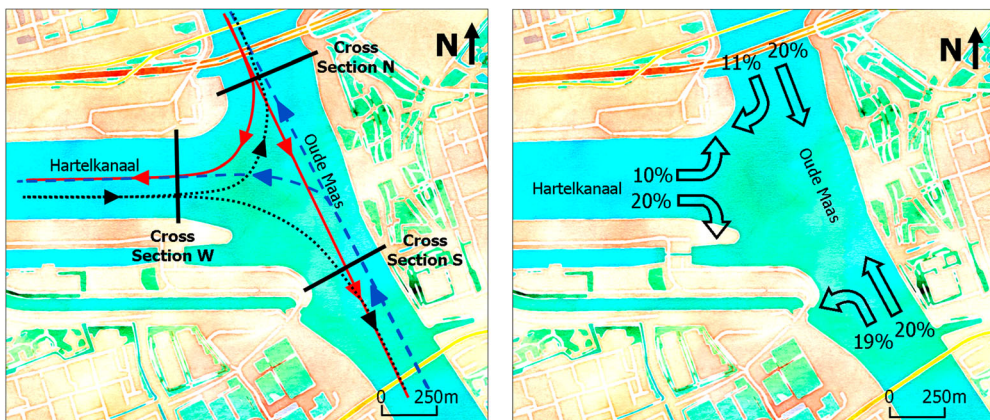 Cross
Section N
N
Hartelkanaal
Oude Maas
Cross
Section W
Cross
Section S
0 250m
N
11%
20%
10%
Hartelkanaal
20%
Oude Maas
19%
20%
0 250m